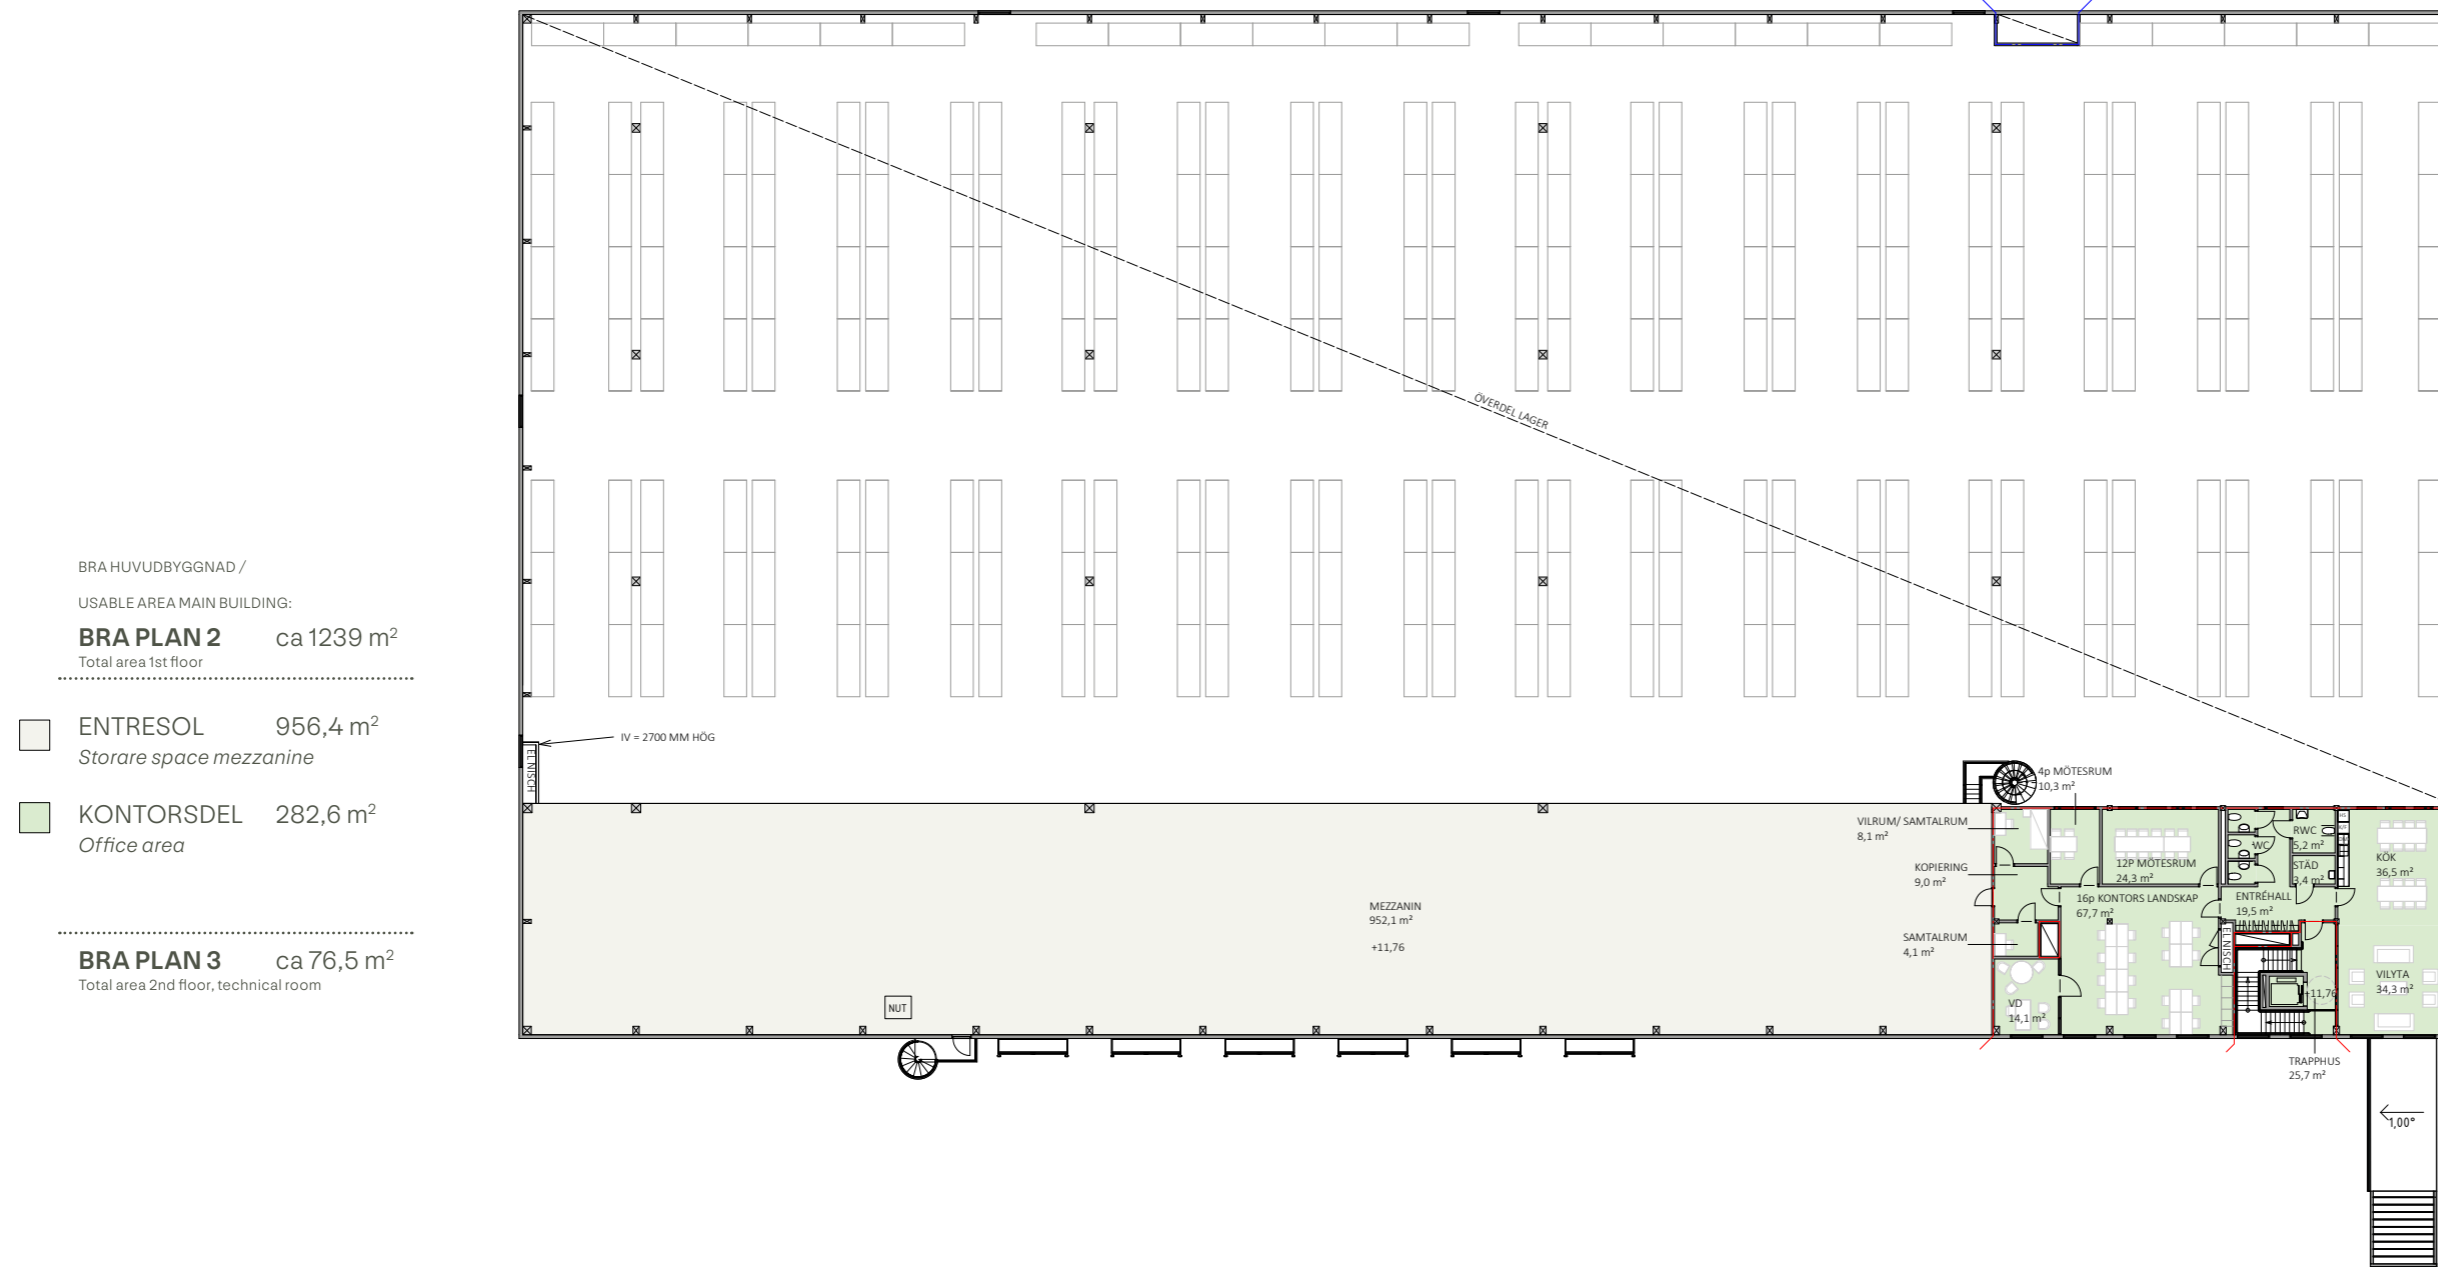 BRA HUVUDBYGGNAD /
USABLE AREA MAIN BUILDING:
BRA PLAN 2 ca 1239 m²
Total area 1st floor
ENTRESOL 956,4 m²
Storare space mezzanine
KONTORSDEL 282,6 m²
Office area
BRA PLAN 3 ca 76,5 m²
Total area 2nd floor, technical room
ÖVERDEL LAGER
IV = 2700 MM HÖG
EL NISCH
MEZZANIN
952,1 m²
+11,76
NUT
4p MÖTESRUM
10,3 m²
VILRUM/ SAMTALRUM
8,1 m²
KOPIERING
9,0 m²
SAMTALRUM
4,1 m²
VD
14,1 m²
12P MÖTESRUM
24,3 m²
16p KONTORS LANDSKAP
67,7 m²
WC
RWC
5,2 m²
STÄD
3,4 m²
ENTRÉHALL
19,5 m²
EL NISCH
KÖK
36,5 m²
VILYTA
34,3 m²
+11,76
TRAPPHUS
25,7 m²
1,00°